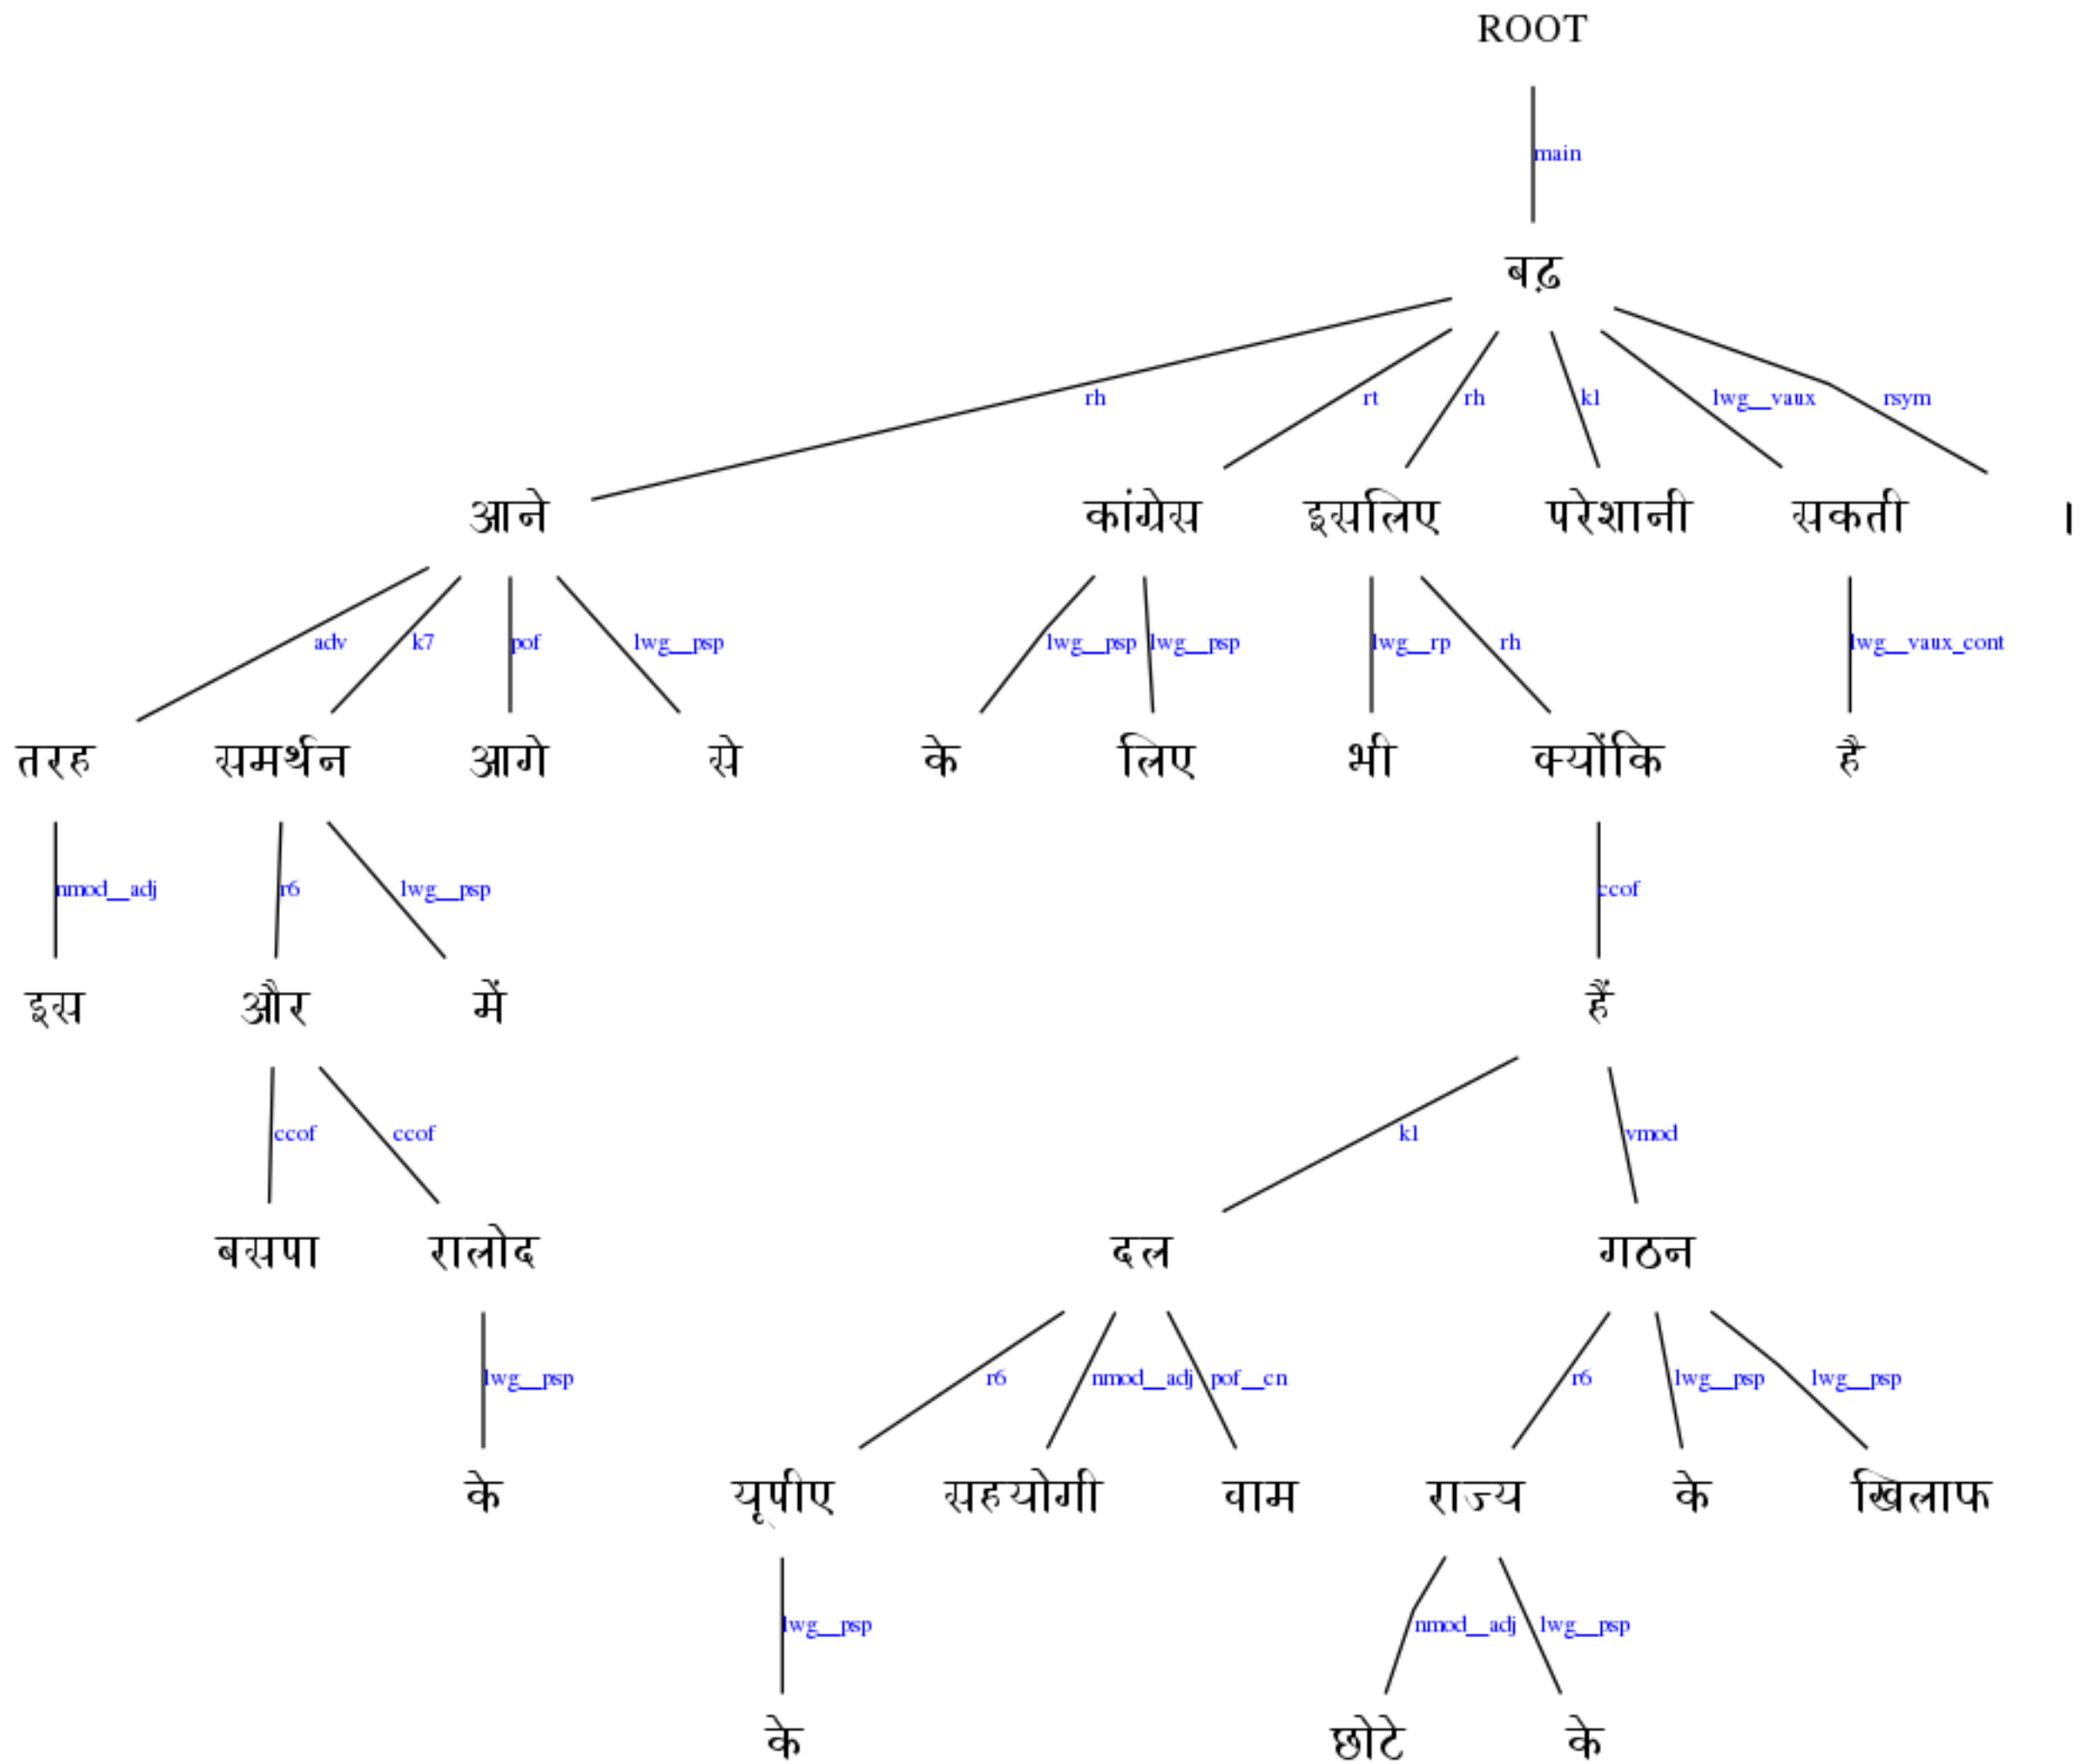 ROOT
main
बढ़
rh rt rh k1 lwg__vaux rsym
आने कांग्रेस इसलिए परेशानी सकती ।
adv k7 pof lwg__psp lwg__psp lwg__psp lwg__rp rh lwg__vaux_cont
तरह समर्थन आगे से के लिए भी क्योंकि है
nmod__adj r6 lwg__psp ccof
इस और में हैं
ccof ccof k1 vmod
बसपा रालोद दल गठन
lwg__psp r6 nmod__adj pof__cn r6 lwg__psp lwg__psp
के यूपीए सहयोगी वाम राज्य के खिलाफ
lwg__psp nmod__adj lwg__psp
के छोटे के